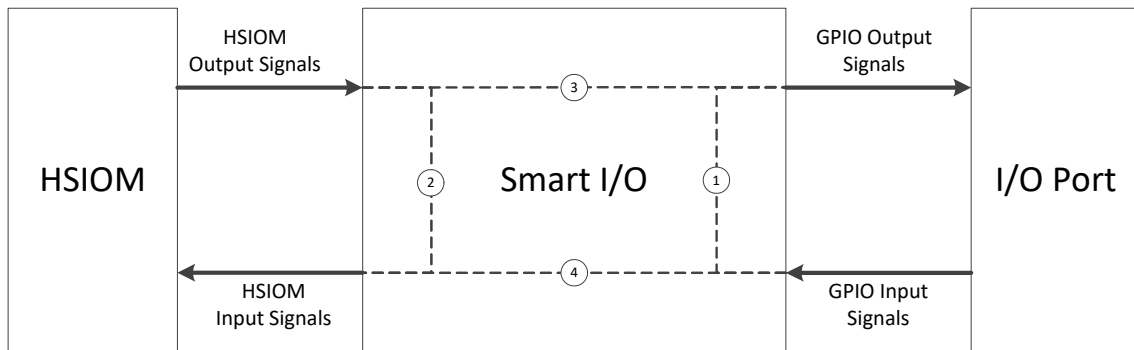 HSIOM
Output Signals
GPIO Output
Signals
3
HSIOM
2
Smart I/O
1
I/O Port
4
HSIOM
Input Signals
GPIO Input
Signals